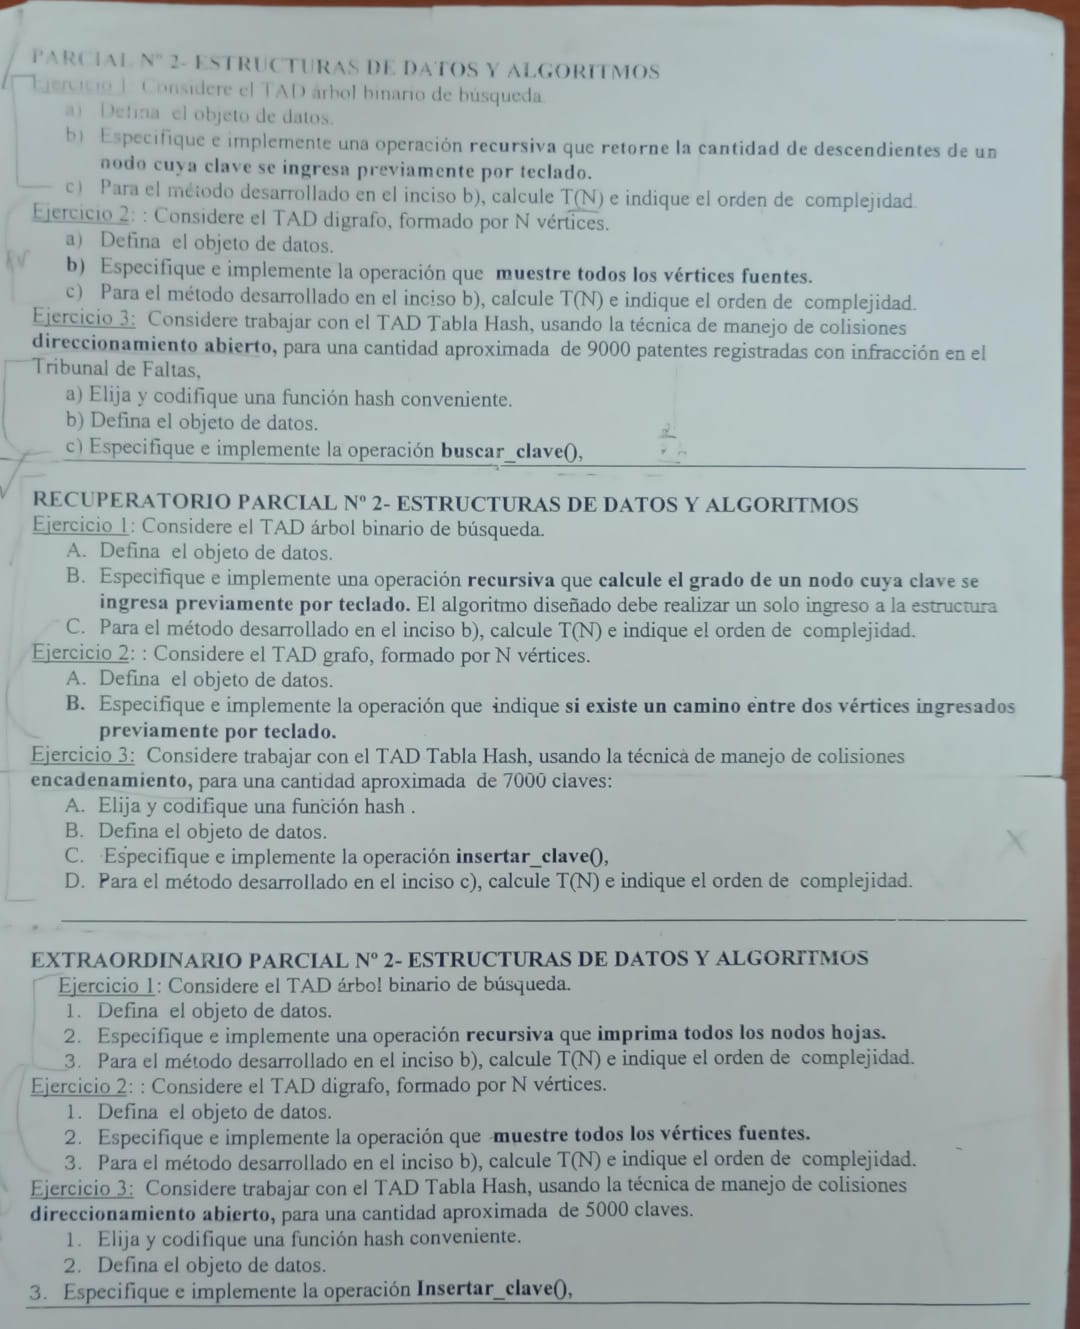 PARCIAL Nº 2- ESTRUCTURAS DE DATOS Y ALGORITMOS
Ejercicio 1: Considere el TAD árbol binario de búsqueda.
a) Defina el objeto de datos.
b) Especifique e implemente una operación recursiva que retorne la cantidad de descendientes de un
nodo cuya clave se ingresa previamente por teclado.
c) Para el método desarrollado en el inciso b), calcule T(N) e indique el orden de complejidad.
Ejercicio 2: : Considere el TAD digrafo, formado por N vértices.
a) Defina el objeto de datos.
b) Especifique e implemente la operación que muestre todos los vértices fuentes.
c) Para el método desarrollado en el inciso b), calcule T(N) e indique el orden de complejidad.
Ejercicio 3: Considere trabajar con el TAD Tabla Hash, usando la técnica de manejo de colisiones
direccionamiento abierto, para una cantidad aproximada de 9000 patentes registradas con infracción en el
Tribunal de Faltas,
a) Elija y codifique una función hash conveniente.
b) Defina el objeto de datos.
c) Especifique e implemente la operación buscar_clave(),
RECUPERATORIO PARCIAL Nº 2- ESTRUCTURAS DE DATOS Y ALGORITMOS
Ejercicio 1: Considere el TAD árbol binario de búsqueda.
A. Defina el objeto de datos.
B. Especifique e implemente una operación recursiva que calcule el grado de un nodo cuya clave se
ingresa previamente por teclado. El algoritmo diseñado debe realizar un solo ingreso a la estructura
C. Para el método desarrollado en el inciso b), calcule T(N) e indique el orden de complejidad.
Ejercicio 2: : Considere el TAD grafo, formado por N vértices.
A. Defina el objeto de datos.
B. Especifique e implemente la operación que indique si existe un camino entre dos vértices ingresados
previamente por teclado.
Ejercicio 3: Considere trabajar con el TAD Tabla Hash, usando la técnica de manejo de colisiones
encadenamiento, para una cantidad aproximada de 7000 claves:
A. Elija y codifique una función hash .
B. Defina el objeto de datos.
C. Especifique e implemente la operación insertar_clave(),
D. Para el método desarrollado en el inciso c), calcule T(N) e indique el orden de complejidad.
EXTRAORDINARIO PARCIAL Nº 2- ESTRUCTURAS DE DATOS Y ALGORITMOS
Ejercicio 1: Considere el TAD árbol binario de búsqueda.
1. Defina el objeto de datos.
2. Especifique e implemente una operación recursiva que imprima todos los nodos hojas.
3. Para el método desarrollado en el inciso b), calcule T(N) e indique el orden de complejidad.
Ejercicio 2: : Considere el TAD digrafo, formado por N vértices.
1. Defina el objeto de datos.
2. Especifique e implemente la operación que muestre todos los vértices fuentes.
3. Para el método desarrollado en el inciso b), calcule T(N) e indique el orden de complejidad.
Ejercicio 3: Considere trabajar con el TAD Tabla Hash, usando la técnica de manejo de colisiones
direccionamiento abierto, para una cantidad aproximada de 5000 claves.
1. Elija y codifique una función hash conveniente.
2. Defina el objeto de datos.
3. Especifique e implemente la operación Insertar_clave(),